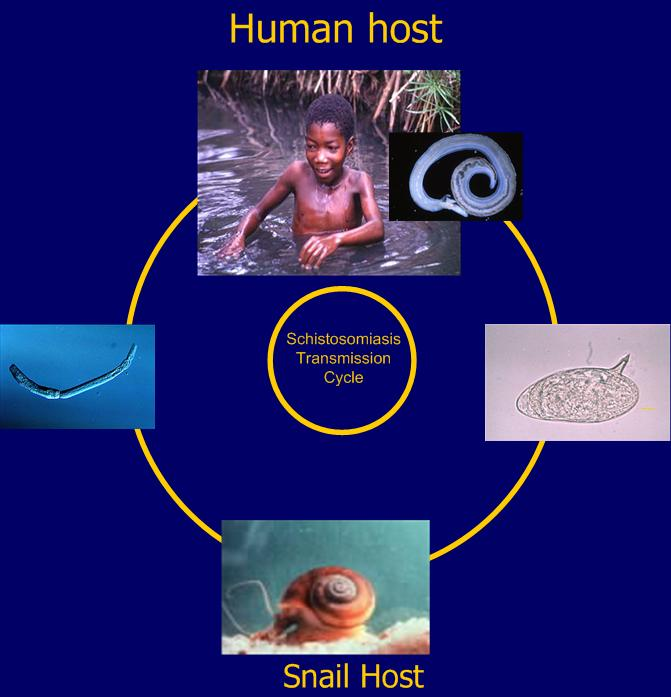 Human host
Schistosomiasis
Transmission
Cycle
Snail Host